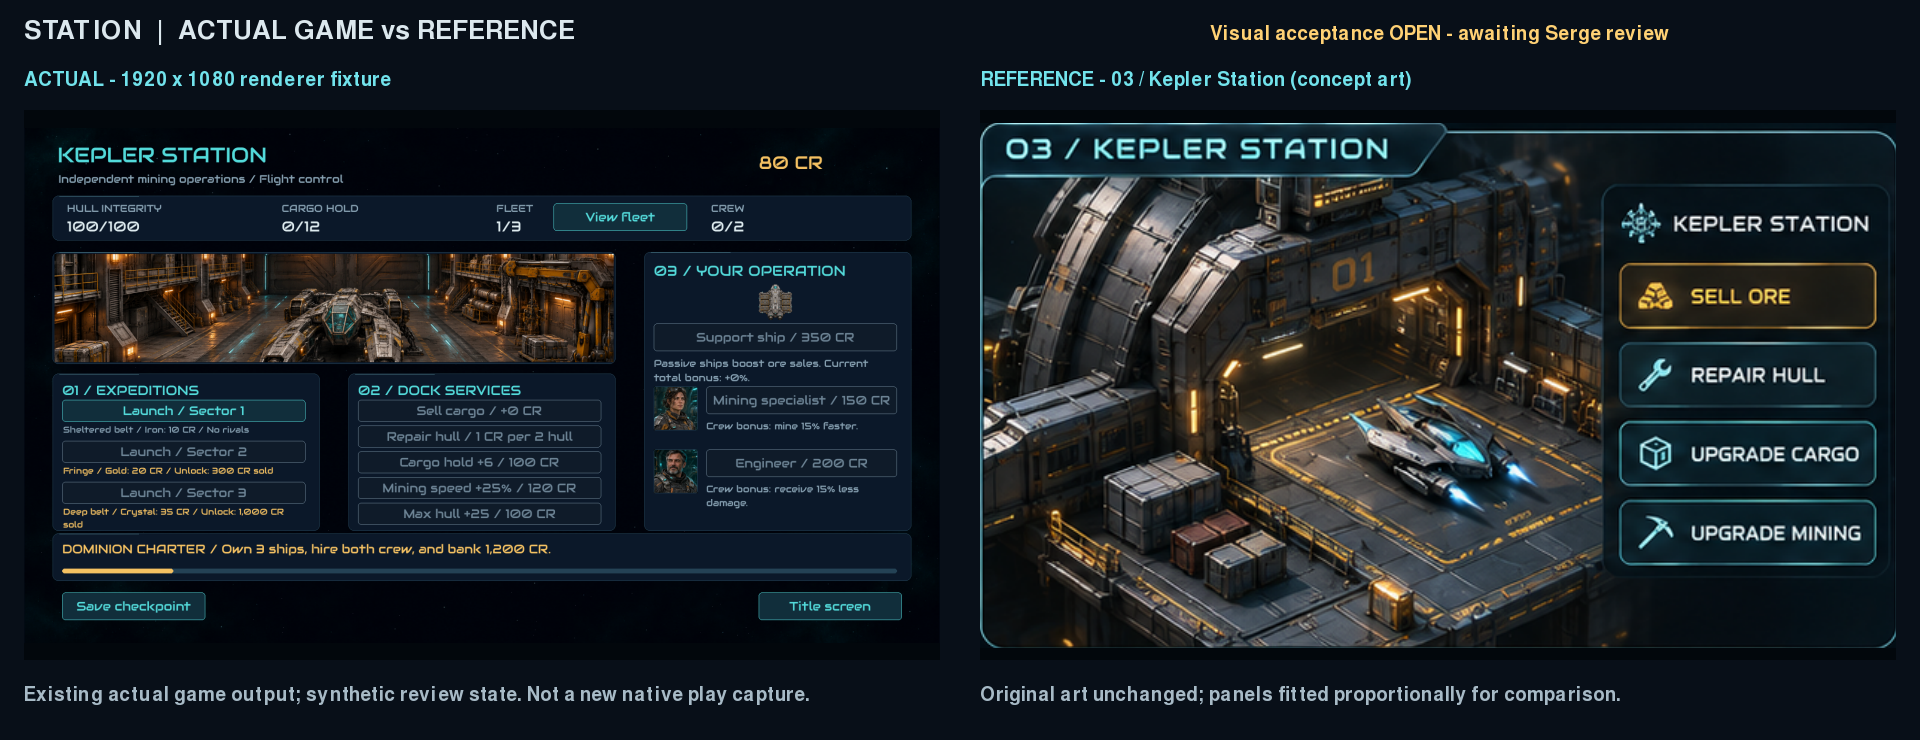 STATION | ACTUAL GAME vs REFERENCE
Visual acceptance OPEN - awaiting Serge review
ACTUAL - 1920 x 1080 renderer fixture
KEPLER STATION
Independent mining operations / Flight control
80 CR
HULL INTEGRITY
100/100
CARGO HOLD
0/12
FLEET
1/3
View fleet
CREW
0/2
01 / EXPEDITIONS
Launch / Sector 1
Sheltered belt / Iron: 10 CR / No rivals
Launch / Sector 2
Fringe / Gold: 20 CR / Unlock: 300 CR sold
Launch / Sector 3
Deep belt / Crystal: 35 CR / Unlock: 1,000 CR
sold
02 / DOCK SERVICES
Sell cargo / +0 CR
Repair hull / 1 CR per 2 hull
Cargo hold +6 / 100 CR
Mining speed +25% / 120 CR
Max hull +25 / 100 CR
03 / YOUR OPERATION
Support ship / 350 CR
Passive ships boost ore sales. Current
total bonus: +0%.
Mining specialist / 150 CR
Crew bonus: mine 15% faster.
Engineer / 200 CR
Crew bonus: receive 15% less
damage.
DOMINION CHARTER / Own 3 ships, hire both crew, and bank 1,200 CR.
Save checkpoint
Title screen
Existing actual game output; synthetic review state. Not a new native play capture.
REFERENCE - 03 / Kepler Station (concept art)
03 / KEPLER STATION
01
KEPLER STATION
SELL ORE
REPAIR HULL
UPGRADE CARGO
UPGRADE MINING
Original art unchanged; panels fitted proportionally for comparison.